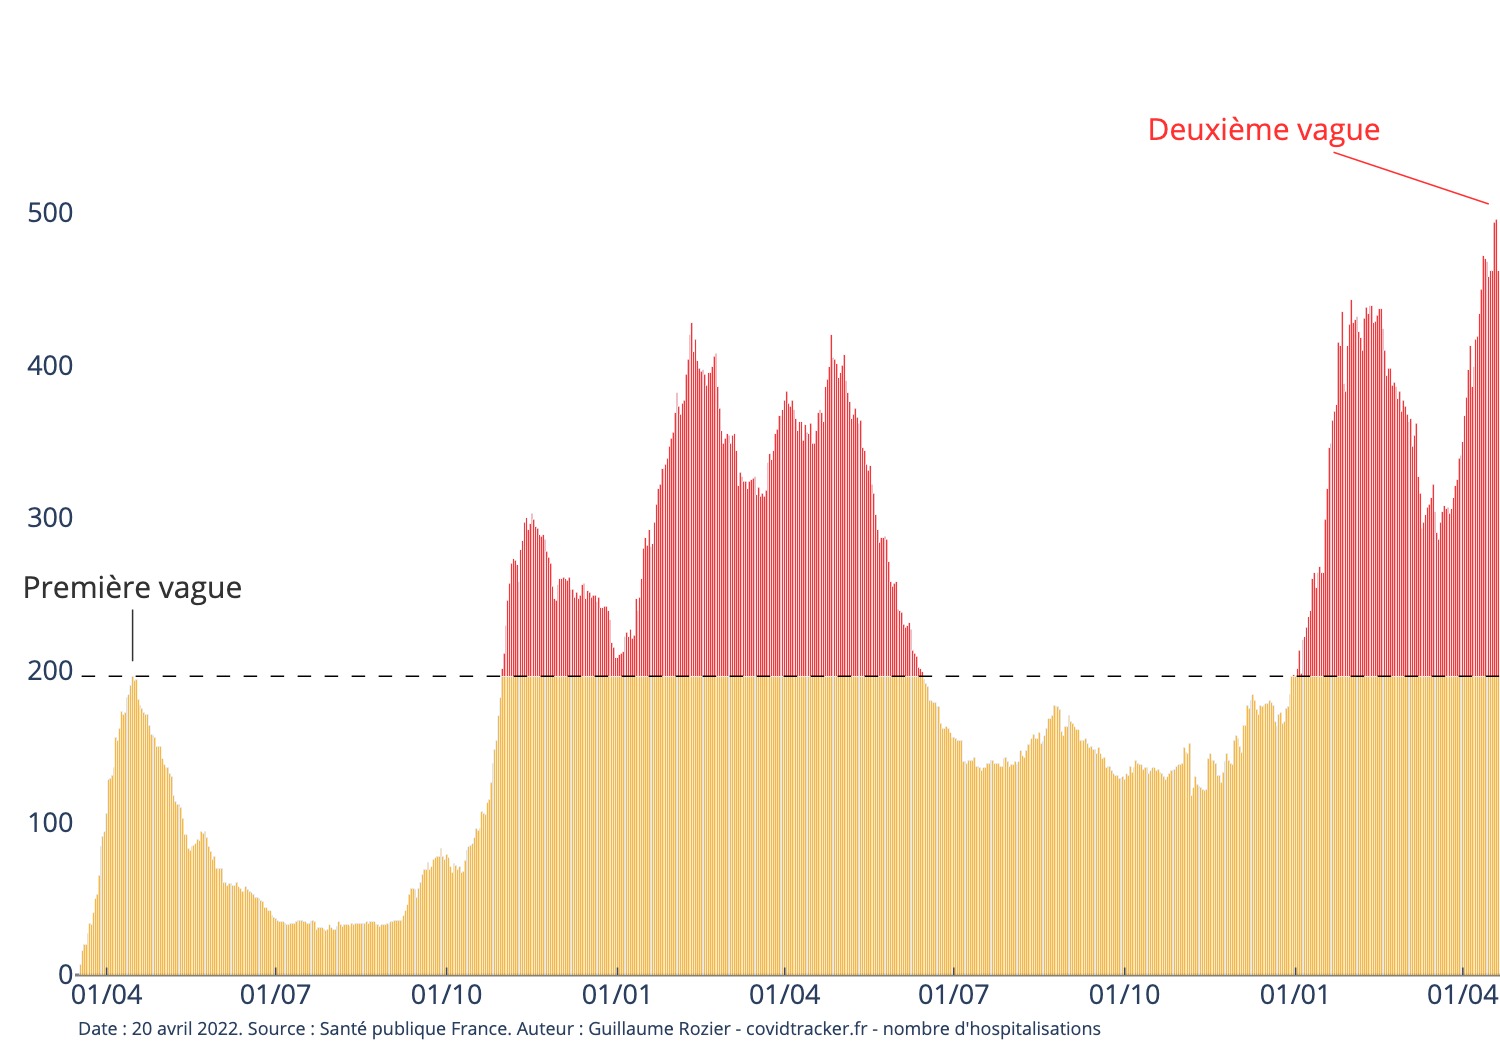 Deuxième vague
500
400
300
Première vague
200
100
0
01/04 01/07 01/10 01/01 01/04 01/07 01/10 01/01 01/04
Date : 20 avril 2022. Source : Santé publique France. Auteur : Guillaume Rozier - covidtracker.fr - nombre d'hospitalisations